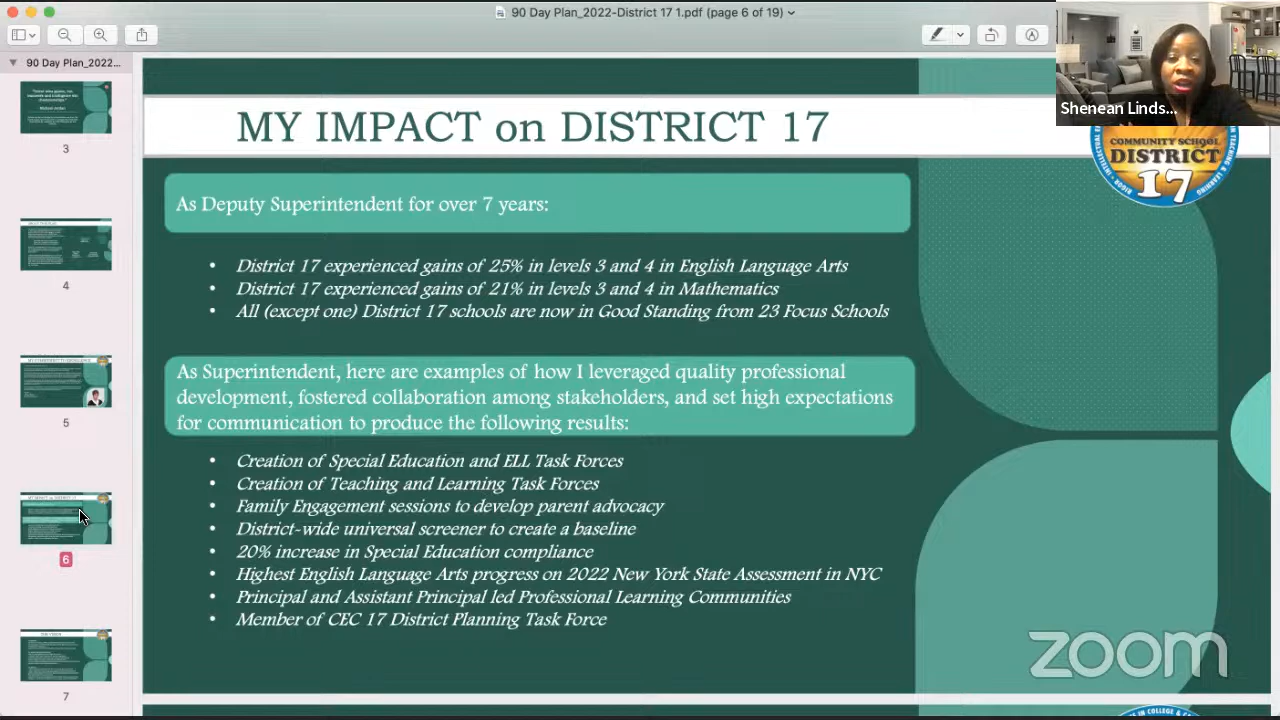 90 Day Plan_2022-District 17 1.pdf (page 6 of 19)
90 Day Plan_2022...
Shenean Linds...
MY IMPACT on DISTRICT 17
COMMUNITY SCHOOL
DISTRICT
17
As Deputy Superintendent for over 7 years:
• District 17 experienced gains of 25% in levels 3 and 4 in English Language Arts
• District 17 experienced gains of 21% in levels 3 and 4 in Mathematics
• All (except one) District 17 schools are now in Good Standing from 23 Focus Schools
As Superintendent, here are examples of how I leveraged quality professional
development, fostered collaboration among stakeholders, and set high expectations
for communication to produce the following results:
• Creation of Special Education and ELL Task Forces
• Creation of Teaching and Learning Task Forces
• Family Engagement sessions to develop parent advocacy
• District-wide universal screener to create a baseline
• 20% increase in Special Education compliance
• Highest English Language Arts progress on 2022 New York State Assessment in NYC
• Principal and Assistant Principal led Professional Learning Communities
• Member of CEC 17 District Planning Task Force
3
4
5
6
7
zoom